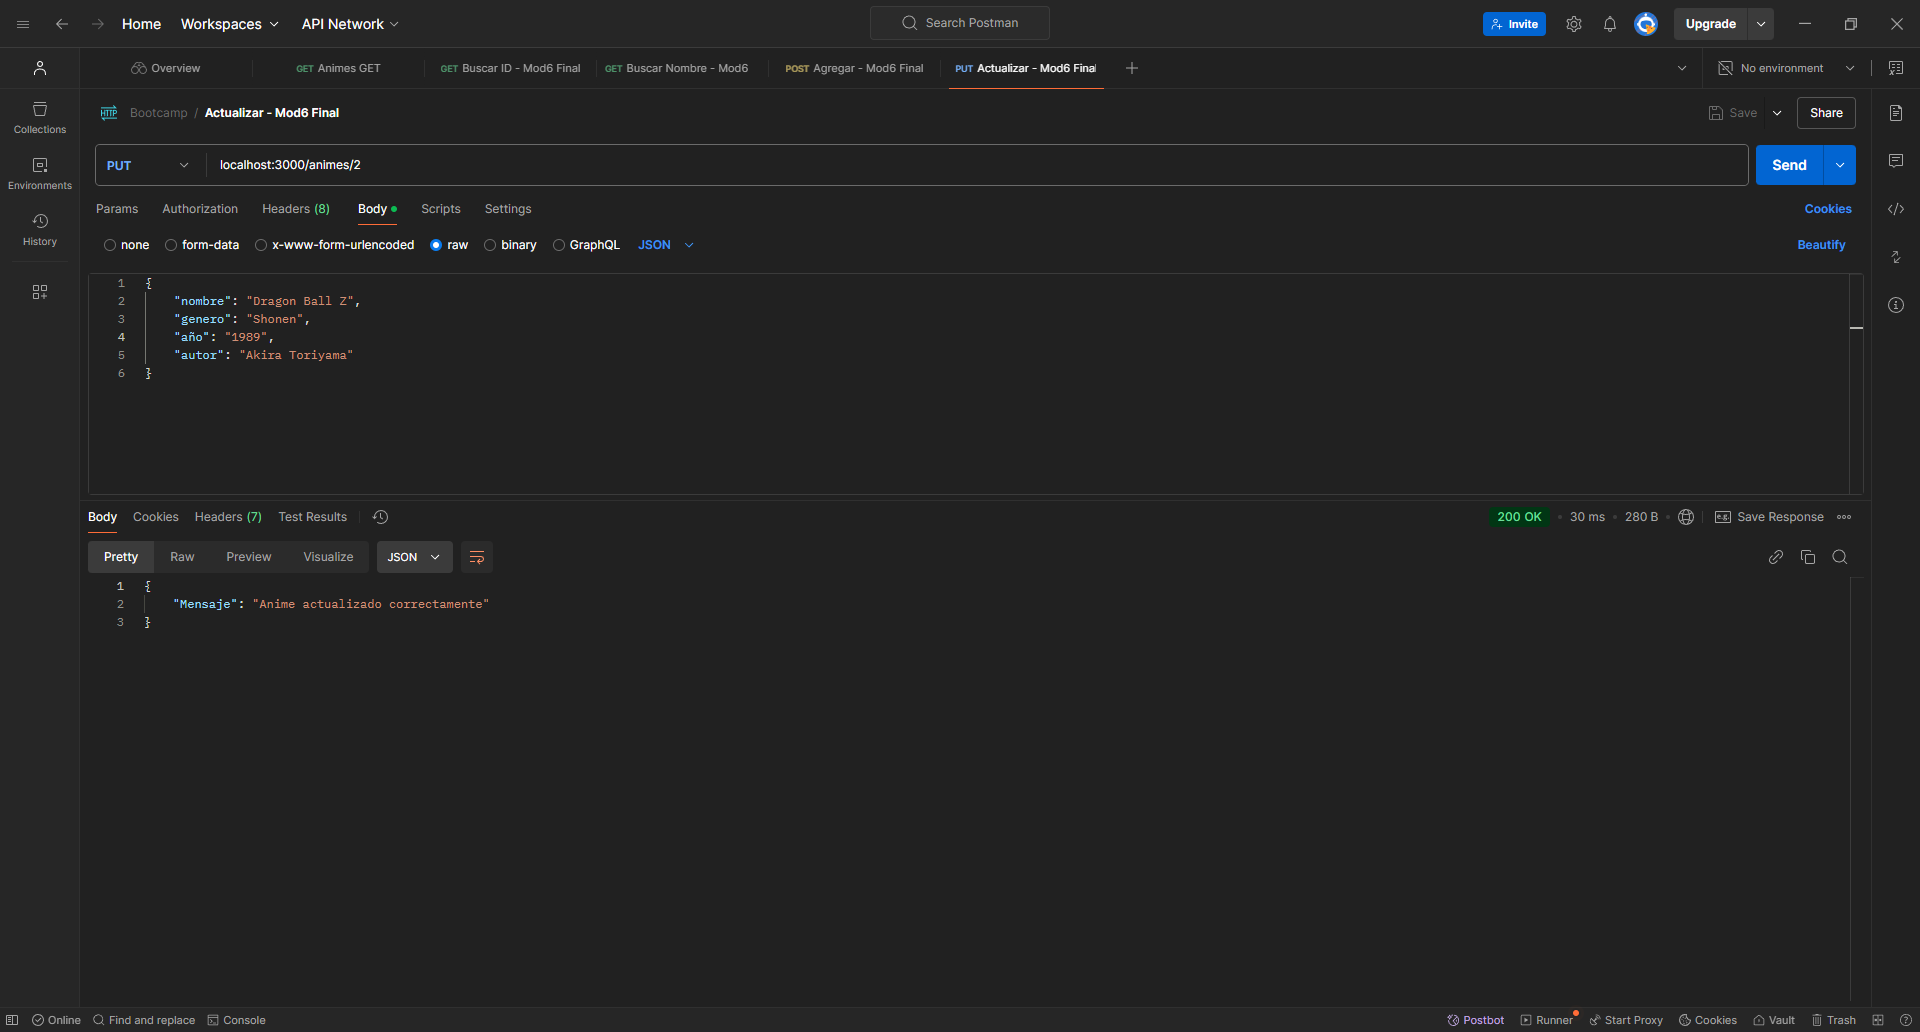 Home Workspaces API Network Search Postman Invite Upgrade
Overview GET Animes GET GET Buscar ID - Mod6 Final GET Buscar Nombre - Mod6 POST Agregar - Mod6 Final PUT Actualizar - Mod6 Final No environment
Collections
Environments
History
HTTP Bootcamp / Actualizar - Mod6 Final Save Share
PUT localhost:3000/animes/2 Send
Params Authorization Headers (8) Body Scripts Settings Cookies
none form-data x-www-form-urlencoded raw binary GraphQL JSON Beautify
1 {
2 "nombre": "Dragon Ball Z",
3 "genero": "Shonen",
4 "año": "1989",
5 "autor": "Akira Toriyama"
6 }
Body Cookies Headers (7) Test Results 200 OK 30 ms 280 B e.g. Save Response
Pretty Raw Preview Visualize JSON
1 {
2 "Mensaje": "Anime actualizado correctamente"
3 }
Online Find and replace Console Postbot Runner Start Proxy Cookies Vault Trash